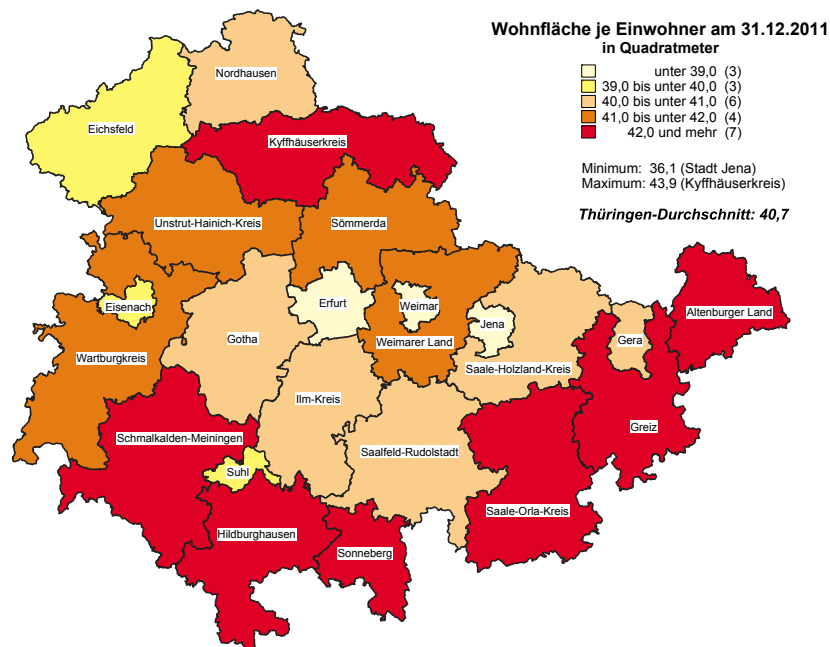 Wohnfläche je Einwohner am 31.12.2011
in Quadratmeter
unter 39,0 (3)
39,0 bis unter 40,0 (3)
40,0 bis unter 41,0 (6)
41,0 bis unter 42,0 (4)
42,0 und mehr (7)
Minimum: 36,1 (Stadt Jena)
Maximum: 43,9 (Kyffhäuserkreis)
Thüringen-Durchschnitt: 40,7
Nordhausen
Eichsfeld
Kyffhäuserkreis
Unstrut-Hainich-Kreis
Sömmerda
Eisenach
Erfurt
Weimar
Jena
Altenburger Land
Gotha
Weimarer Land
Gera
Wartburgkreis
Saale-Holzland-Kreis
Ilm-Kreis
Greiz
Schmalkalden-Meiningen
Saalfeld-Rudolstadt
Suhl
Saale-Orla-Kreis
Hildburghausen
Sonneberg